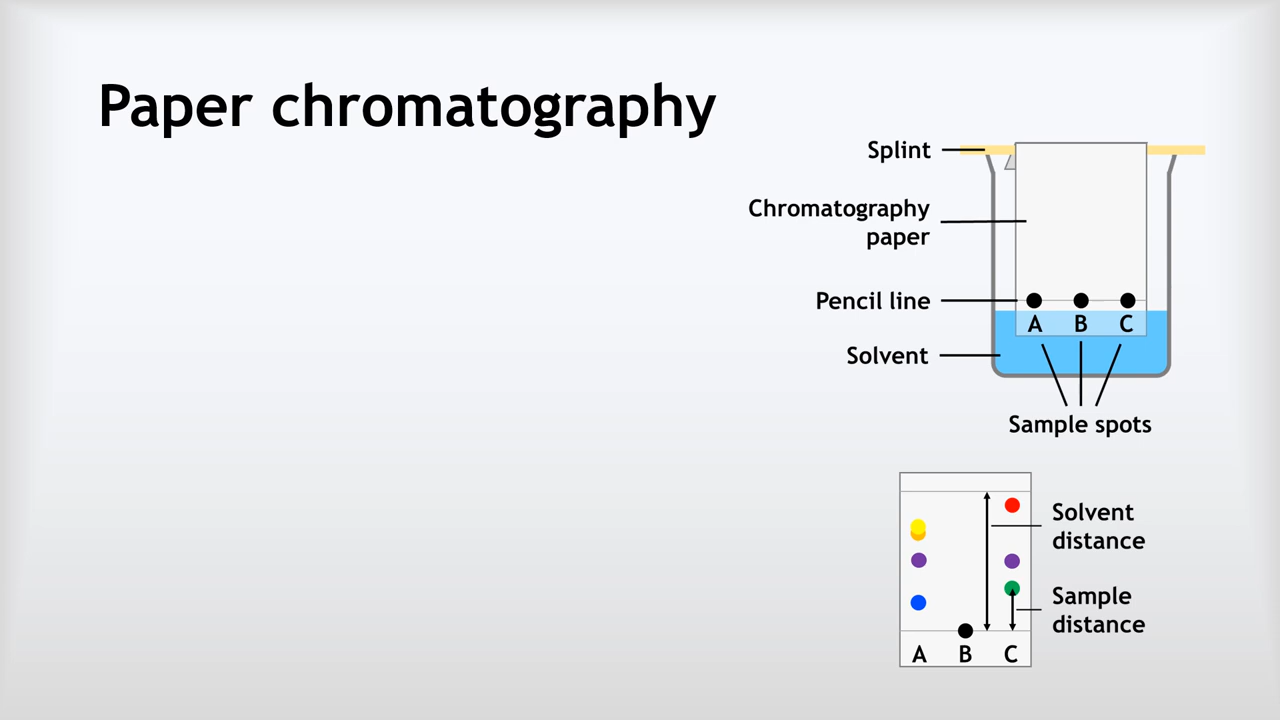 Paper chromatography
Splint
Chromatography
paper
Pencil line
A B C
Solvent
Sample spots
Solvent
distance
Sample
distance
A B C